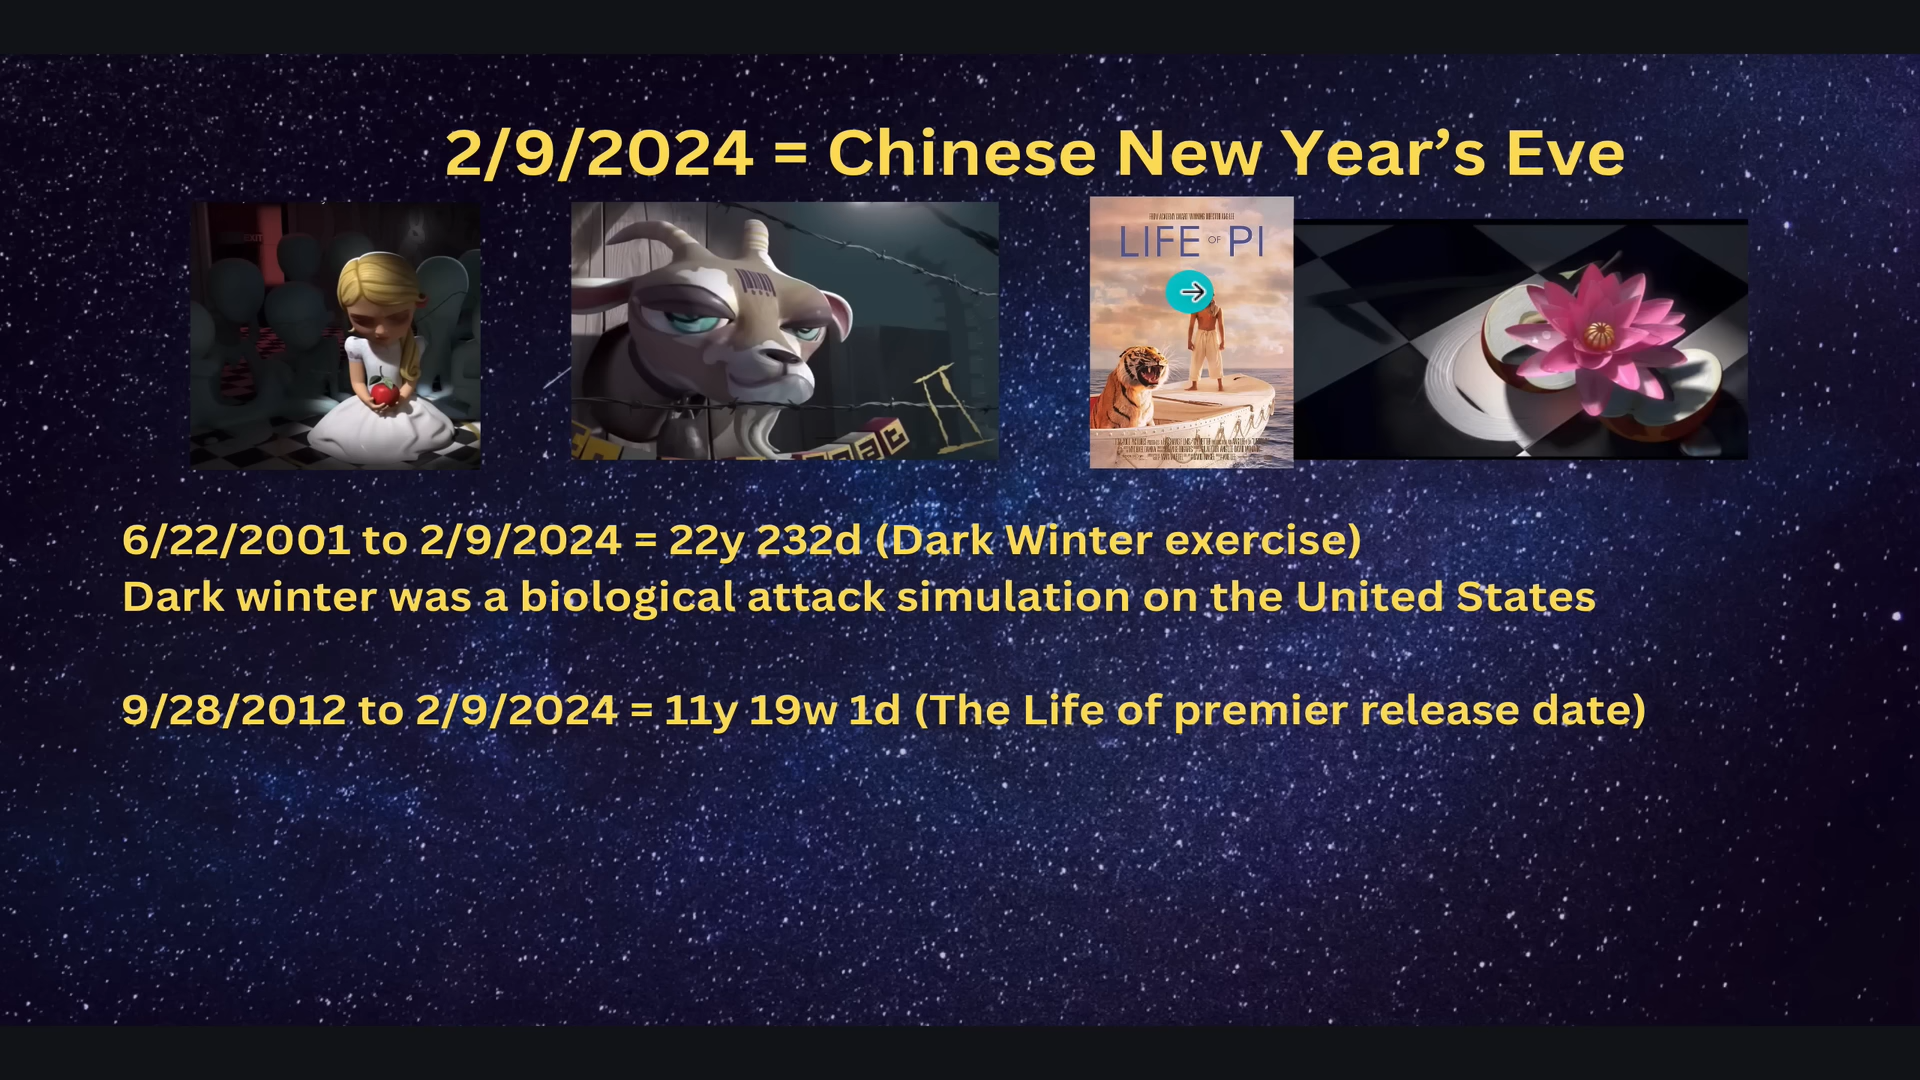 2/9/2024 = Chinese New Year’s Eve
EXIT
LIFE OF PI
6/22/2001 to 2/9/2024 = 22y 232d (Dark Winter exercise)
Dark winter was a biological attack simulation on the United States
9/28/2012 to 2/9/2024 = 11y 19w 1d (The Life of premier release date)